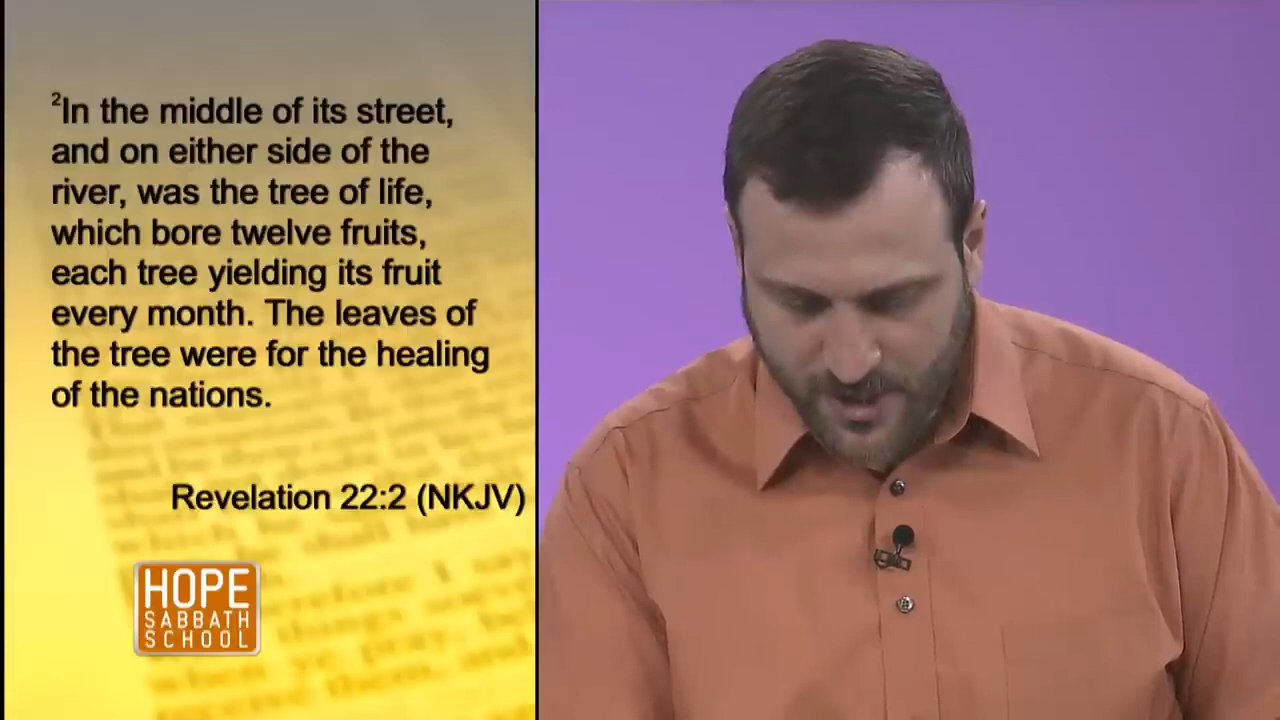 ²In the middle of its street,
and on either side of the
river, was the tree of life,
which bore twelve fruits,
each tree yielding its fruit
every month. The leaves of
the tree were for the healing
of the nations.
Revelation 22:2 (NKJV)
HOPE
SABBATH
SCHOOL